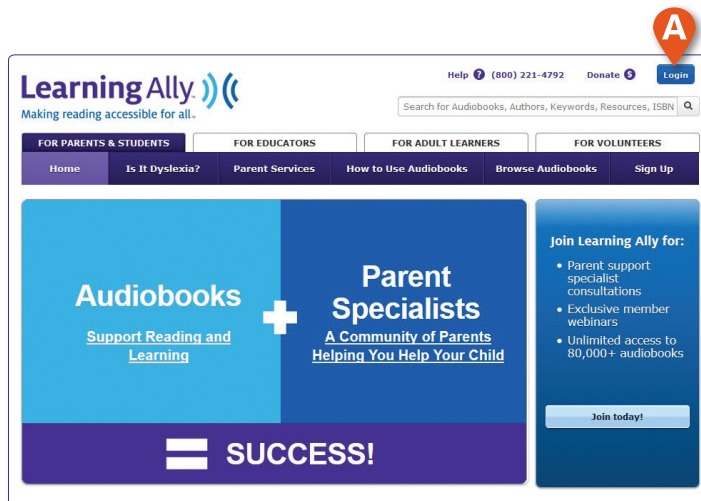 A
Help ? (800) 221-4792 Donate $ Login
Learning Ally
Making reading accessible for all.
Search for Audiobooks, Authors, Keywords, Resources, ISBN
FOR PARENTS & STUDENTS FOR EDUCATORS FOR ADULT LEARNERS FOR VOLUNTEERS
Home Is It Dyslexia? Parent Services How to Use Audiobooks Browse Audiobooks Sign Up
Audiobooks
Support Reading and
Learning
+
Parent
Specialists
A Community of Parents
Helping You Help Your Child
= SUCCESS!
Join Learning Ally for:
• Parent support
specialist
consultations
• Exclusive member
webinars
• Unlimited access to
80,000+ audiobooks
Join today!